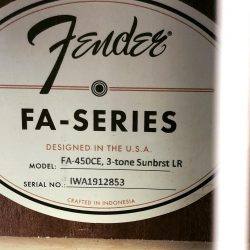 Fender
FA-SERIES
DESIGNED IN THE U.S.A.
MODEL: FA-450CE, 3-tone Sunbrst LR
SERIAL NO.: IWA1912853
CRAFTED IN INDONESIA